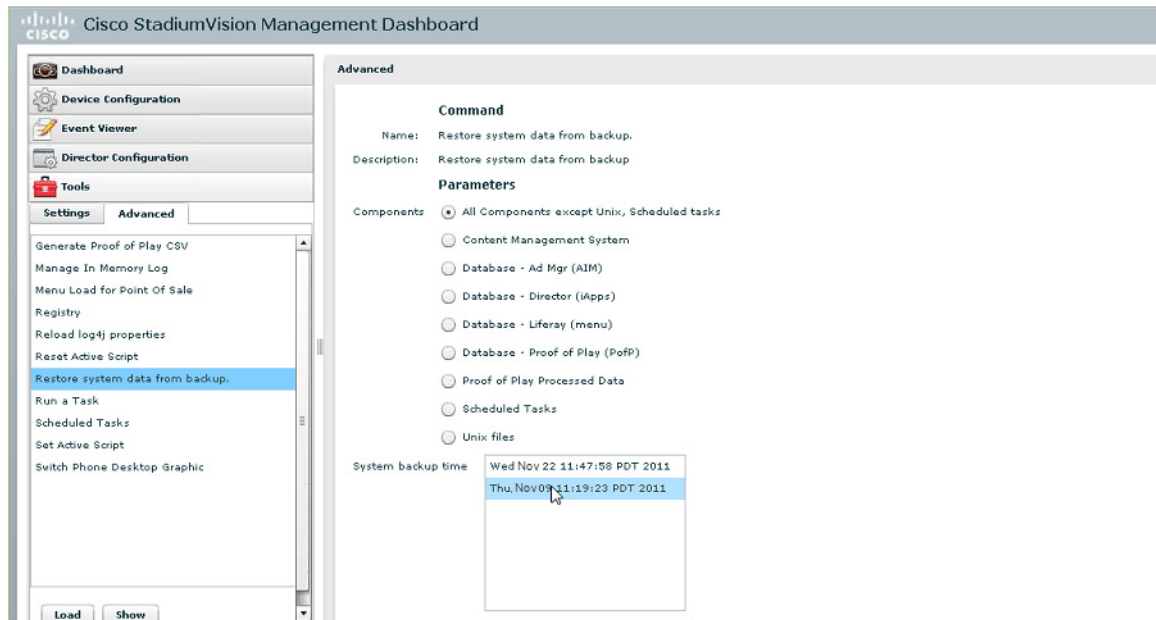 CISCO
Cisco StadiumVision Management Dashboard
Dashboard
Device Configuration
Event Viewer
Director Configuration
Tools
Settings
Advanced
Generate Proof of Play CSV
Manage In Memory Log
Menu Load for Point Of Sale
Registry
Reload log4j properties
Reset Active Script
Restore system data from backup.
Run a Task
Scheduled Tasks
Set Active Script
Switch Phone Desktop Graphic
Load
Show
Advanced
Command
Name: Restore system data from backup.
Description: Restore system data from backup
Parameters
Components
All Components except Unix, Scheduled tasks
Content Management System
Database - Ad Mgr (AIM)
Database - Director (iApps)
Database - Liferay (menu)
Database - Proof of Play (PofP)
Proof of Play Processed Data
Scheduled Tasks
Unix files
System backup time
Wed Nov 22 11:47:58 PDT 2011
Thu, Nov 09 11:19:23 PDT 2011